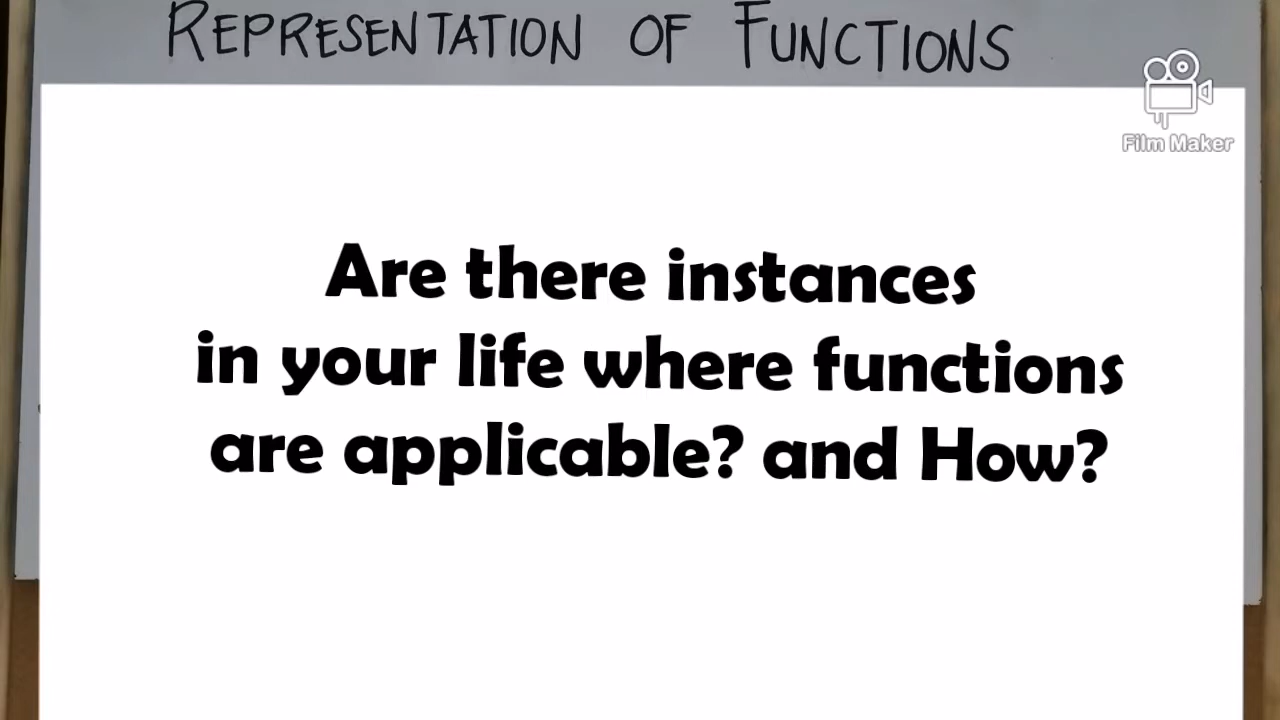 REPRESENTATION OF FUNCTIONS
Film Maker
Are there instances
in your life where functions
are applicable? and How?